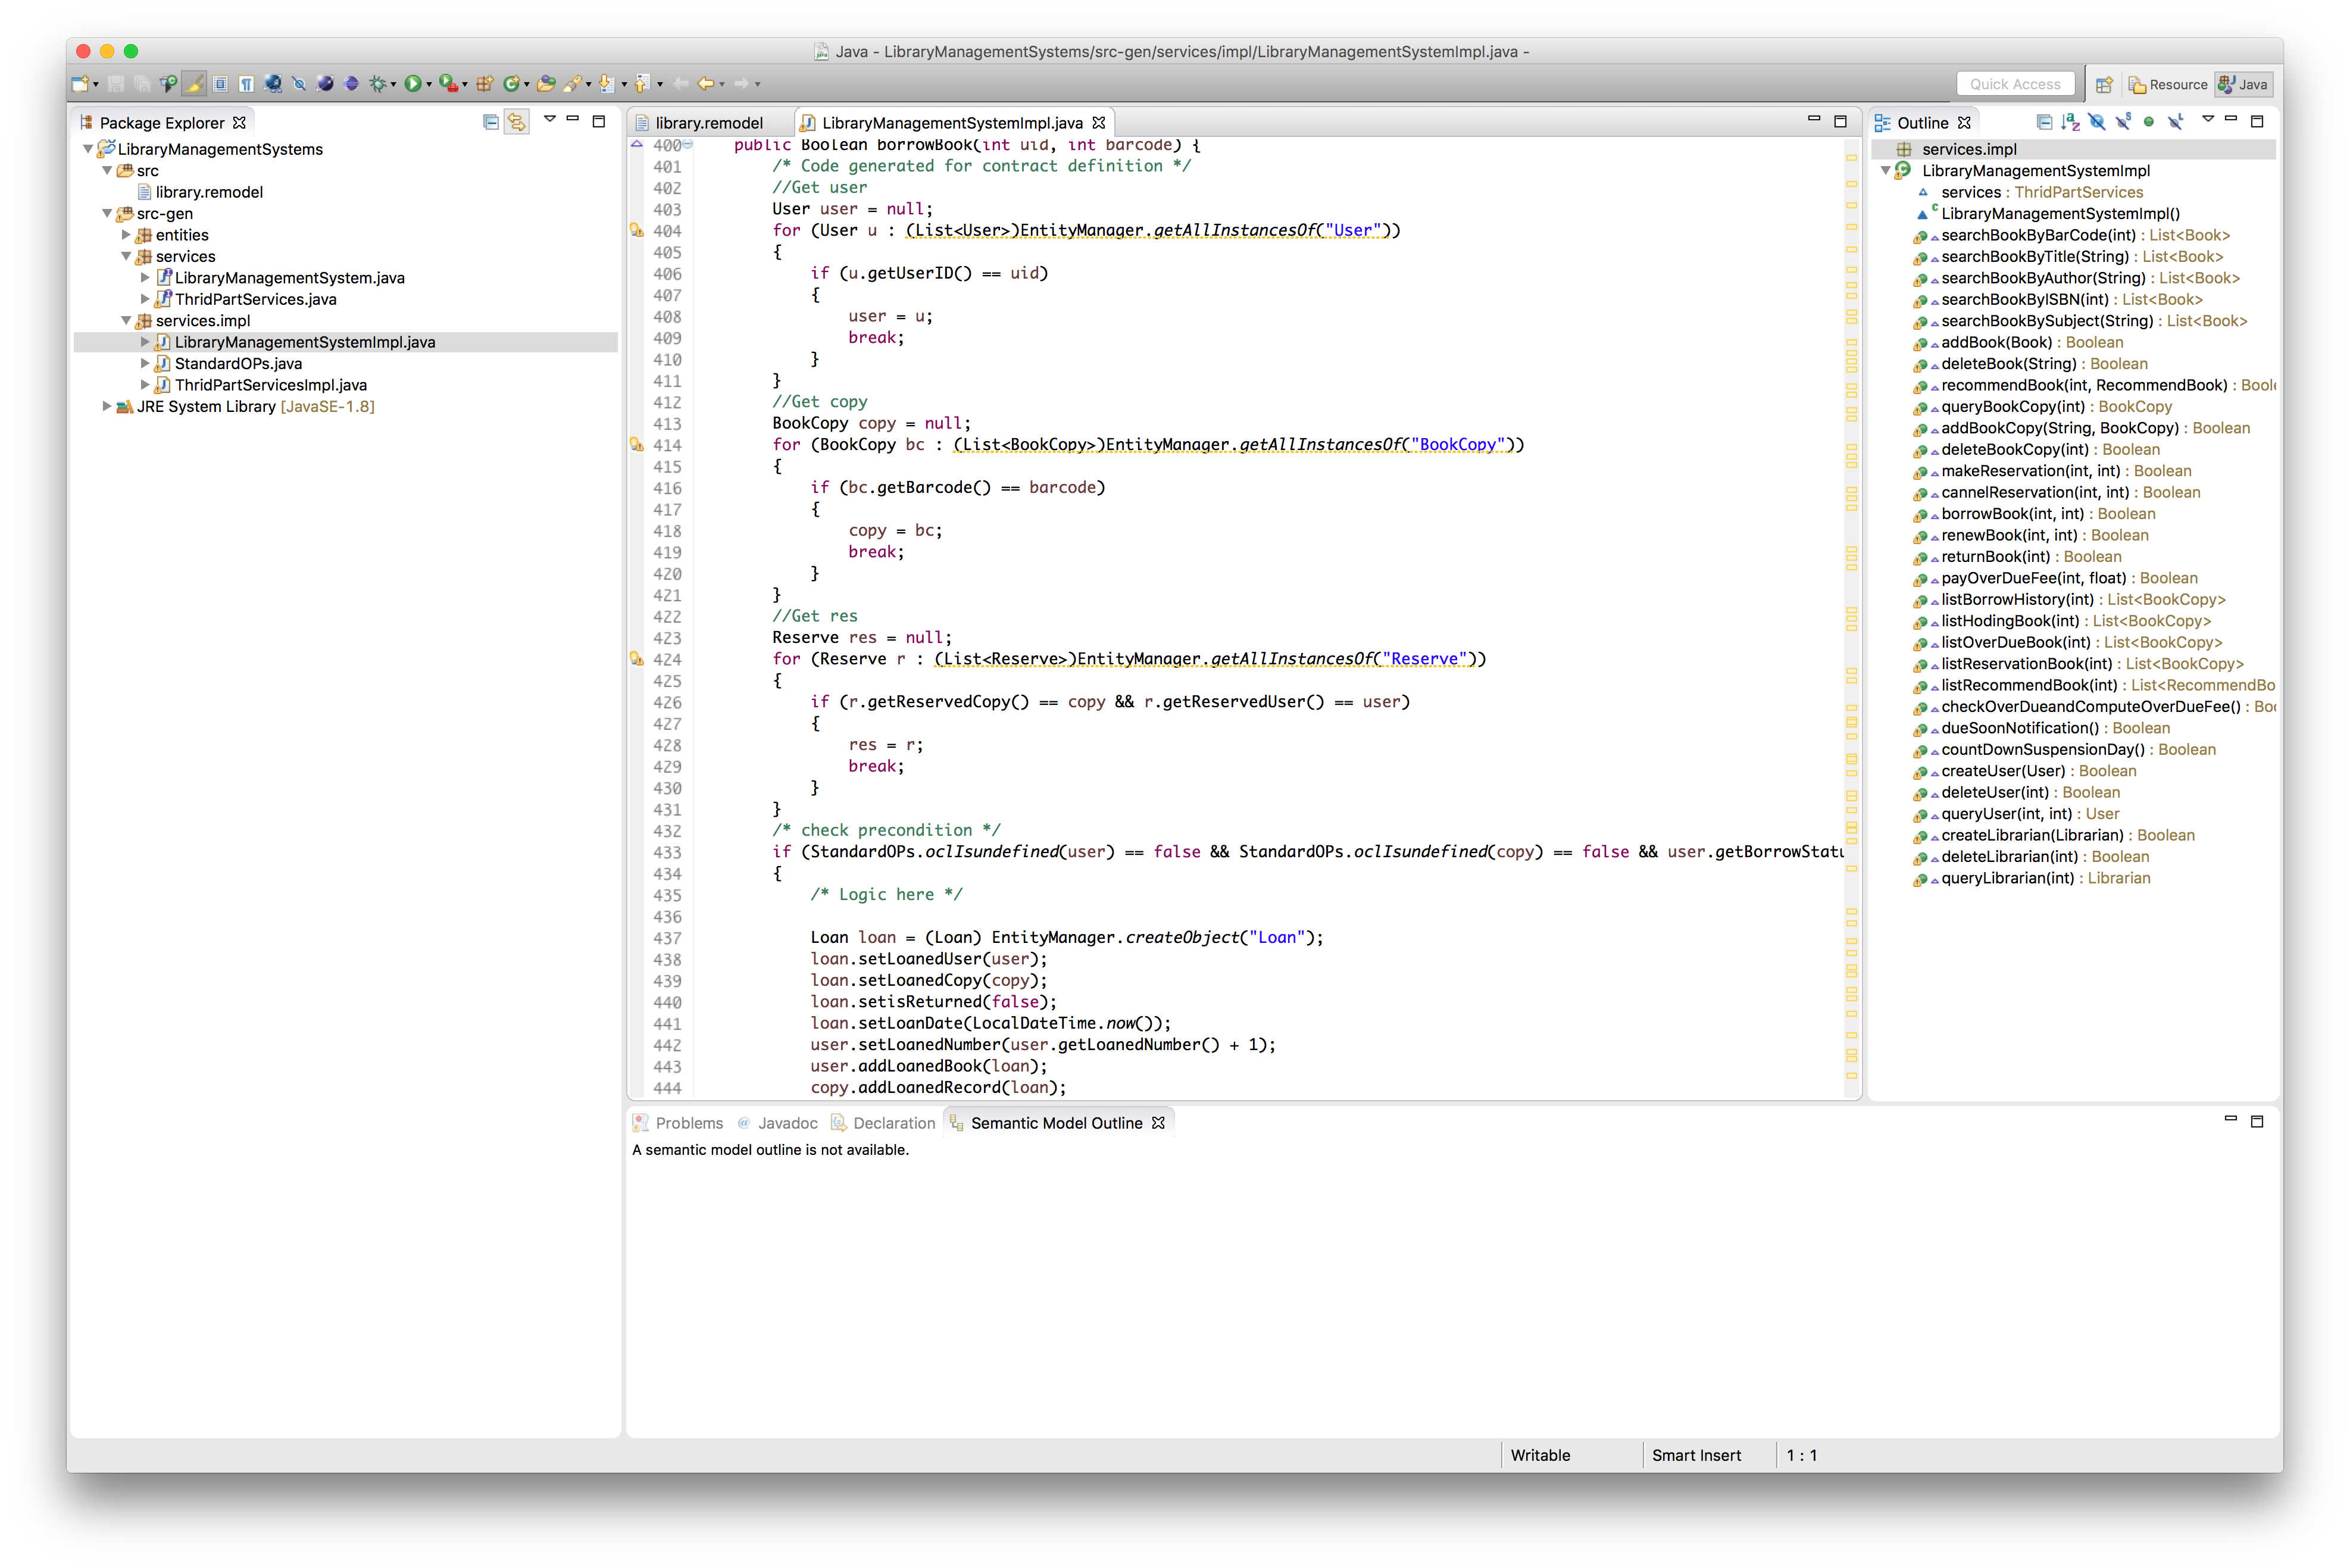 Java - LibraryManagementSystems/src-gen/services/impl/LibraryManagementSystemImpl.java -
Quick Access
Resource
Java
Package Explorer
LibraryManagementSystems
src
library.remodel
src-gen
entities
services
LibraryManagementSystem.java
ThridPartServices.java
services.impl
LibraryManagementSystemImpl.java
StandardOPs.java
ThridPartServicesImpl.java
JRE System Library [JavaSE-1.8]
library.remodel
LibraryManagementSystemImpl.java
400 public Boolean borrowBook(int uid, int barcode) {
401 /* Code generated for contract definition */
402 //Get user
403 User user = null;
404 for (User u : (List<User>)EntityManager.getAllInstancesOf("User"))
405 {
406 if (u.getUserID() == uid)
407 {
408 user = u;
409 break;
410 }
411 }
412 //Get copy
413 BookCopy copy = null;
414 for (BookCopy bc : (List<BookCopy>)EntityManager.getAllInstancesOf("BookCopy"))
415 {
416 if (bc.getBarcode() == barcode)
417 {
418 copy = bc;
419 break;
420 }
421 }
422 //Get res
423 Reserve res = null;
424 for (Reserve r : (List<Reserve>)EntityManager.getAllInstancesOf("Reserve"))
425 {
426 if (r.getReservedCopy() == copy && r.getReservedUser() == user)
427 {
428 res = r;
429 break;
430 }
431 }
432 /* check precondition */
433 if (StandardOPs.oclIsundefined(user) == false && StandardOPs.oclIsundefined(copy) == false && user.getBorrowStatu
434 {
435 /* Logic here */
436
437 Loan loan = (Loan) EntityManager.createObject("Loan");
438 loan.setLoanedUser(user);
439 loan.setLoanedCopy(copy);
440 loan.setisReturned(false);
441 loan.setLoanDate(LocalDateTime.now());
442 user.setLoanedNumber(user.getLoanedNumber() + 1);
443 user.addLoanedBook(loan);
444 copy.addLoanedRecord(loan);
Outline
services.impl
LibraryManagementSystemImpl
services : ThridPartServices
LibraryManagementSystemImpl()
searchBookByBarCode(int) : List<Book>
searchBookByTitle(String) : List<Book>
searchBookByAuthor(String) : List<Book>
searchBookByISBN(int) : List<Book>
searchBookBySubject(String) : List<Book>
addBook(Book) : Boolean
deleteBook(String) : Boolean
recommendBook(int, RecommendBook) : Boole
queryBookCopy(int) : BookCopy
addBookCopy(String, BookCopy) : Boolean
deleteBookCopy(int) : Boolean
makeReservation(int, int) : Boolean
cannelReservation(int, int) : Boolean
borrowBook(int, int) : Boolean
renewBook(int, int) : Boolean
returnBook(int) : Boolean
payOverDueFee(int, float) : Boolean
listBorrowHistory(int) : List<BookCopy>
listHodingBook(int) : List<BookCopy>
listOverDueBook(int) : List<BookCopy>
listReservationBook(int) : List<BookCopy>
listRecommendBook(int) : List<RecommendBo
checkOverDueandComputeOverDueFee() : Boo
dueSoonNotification() : Boolean
countDownSuspensionDay() : Boolean
createUser(User) : Boolean
deleteUser(int) : Boolean
queryUser(int, int) : User
createLibrarian(Librarian) : Boolean
deleteLibrarian(int) : Boolean
queryLibrarian(int) : Librarian
Problems
Javadoc
Declaration
Semantic Model Outline
A semantic model outline is not available.
Writable
Smart Insert
1 : 1